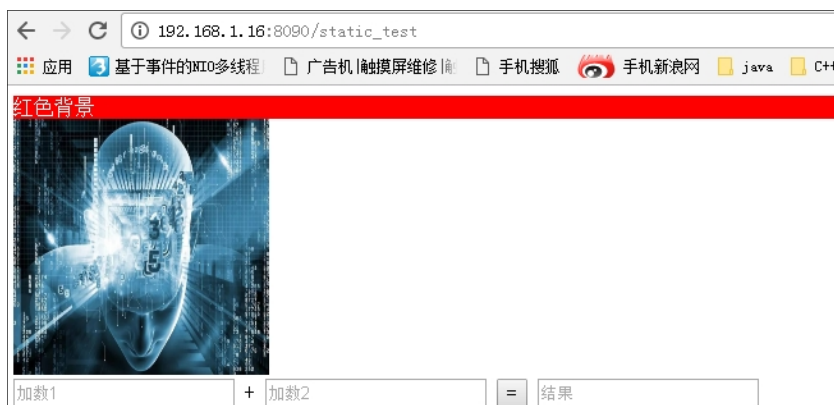 192.168.1.16:8090/static_test
应用 基于事件的NIO多线程 广告机|触摸屏维修|触 手机搜狐 手机新浪网 java C++
红色背景
加数1 + 加数2 = 结果